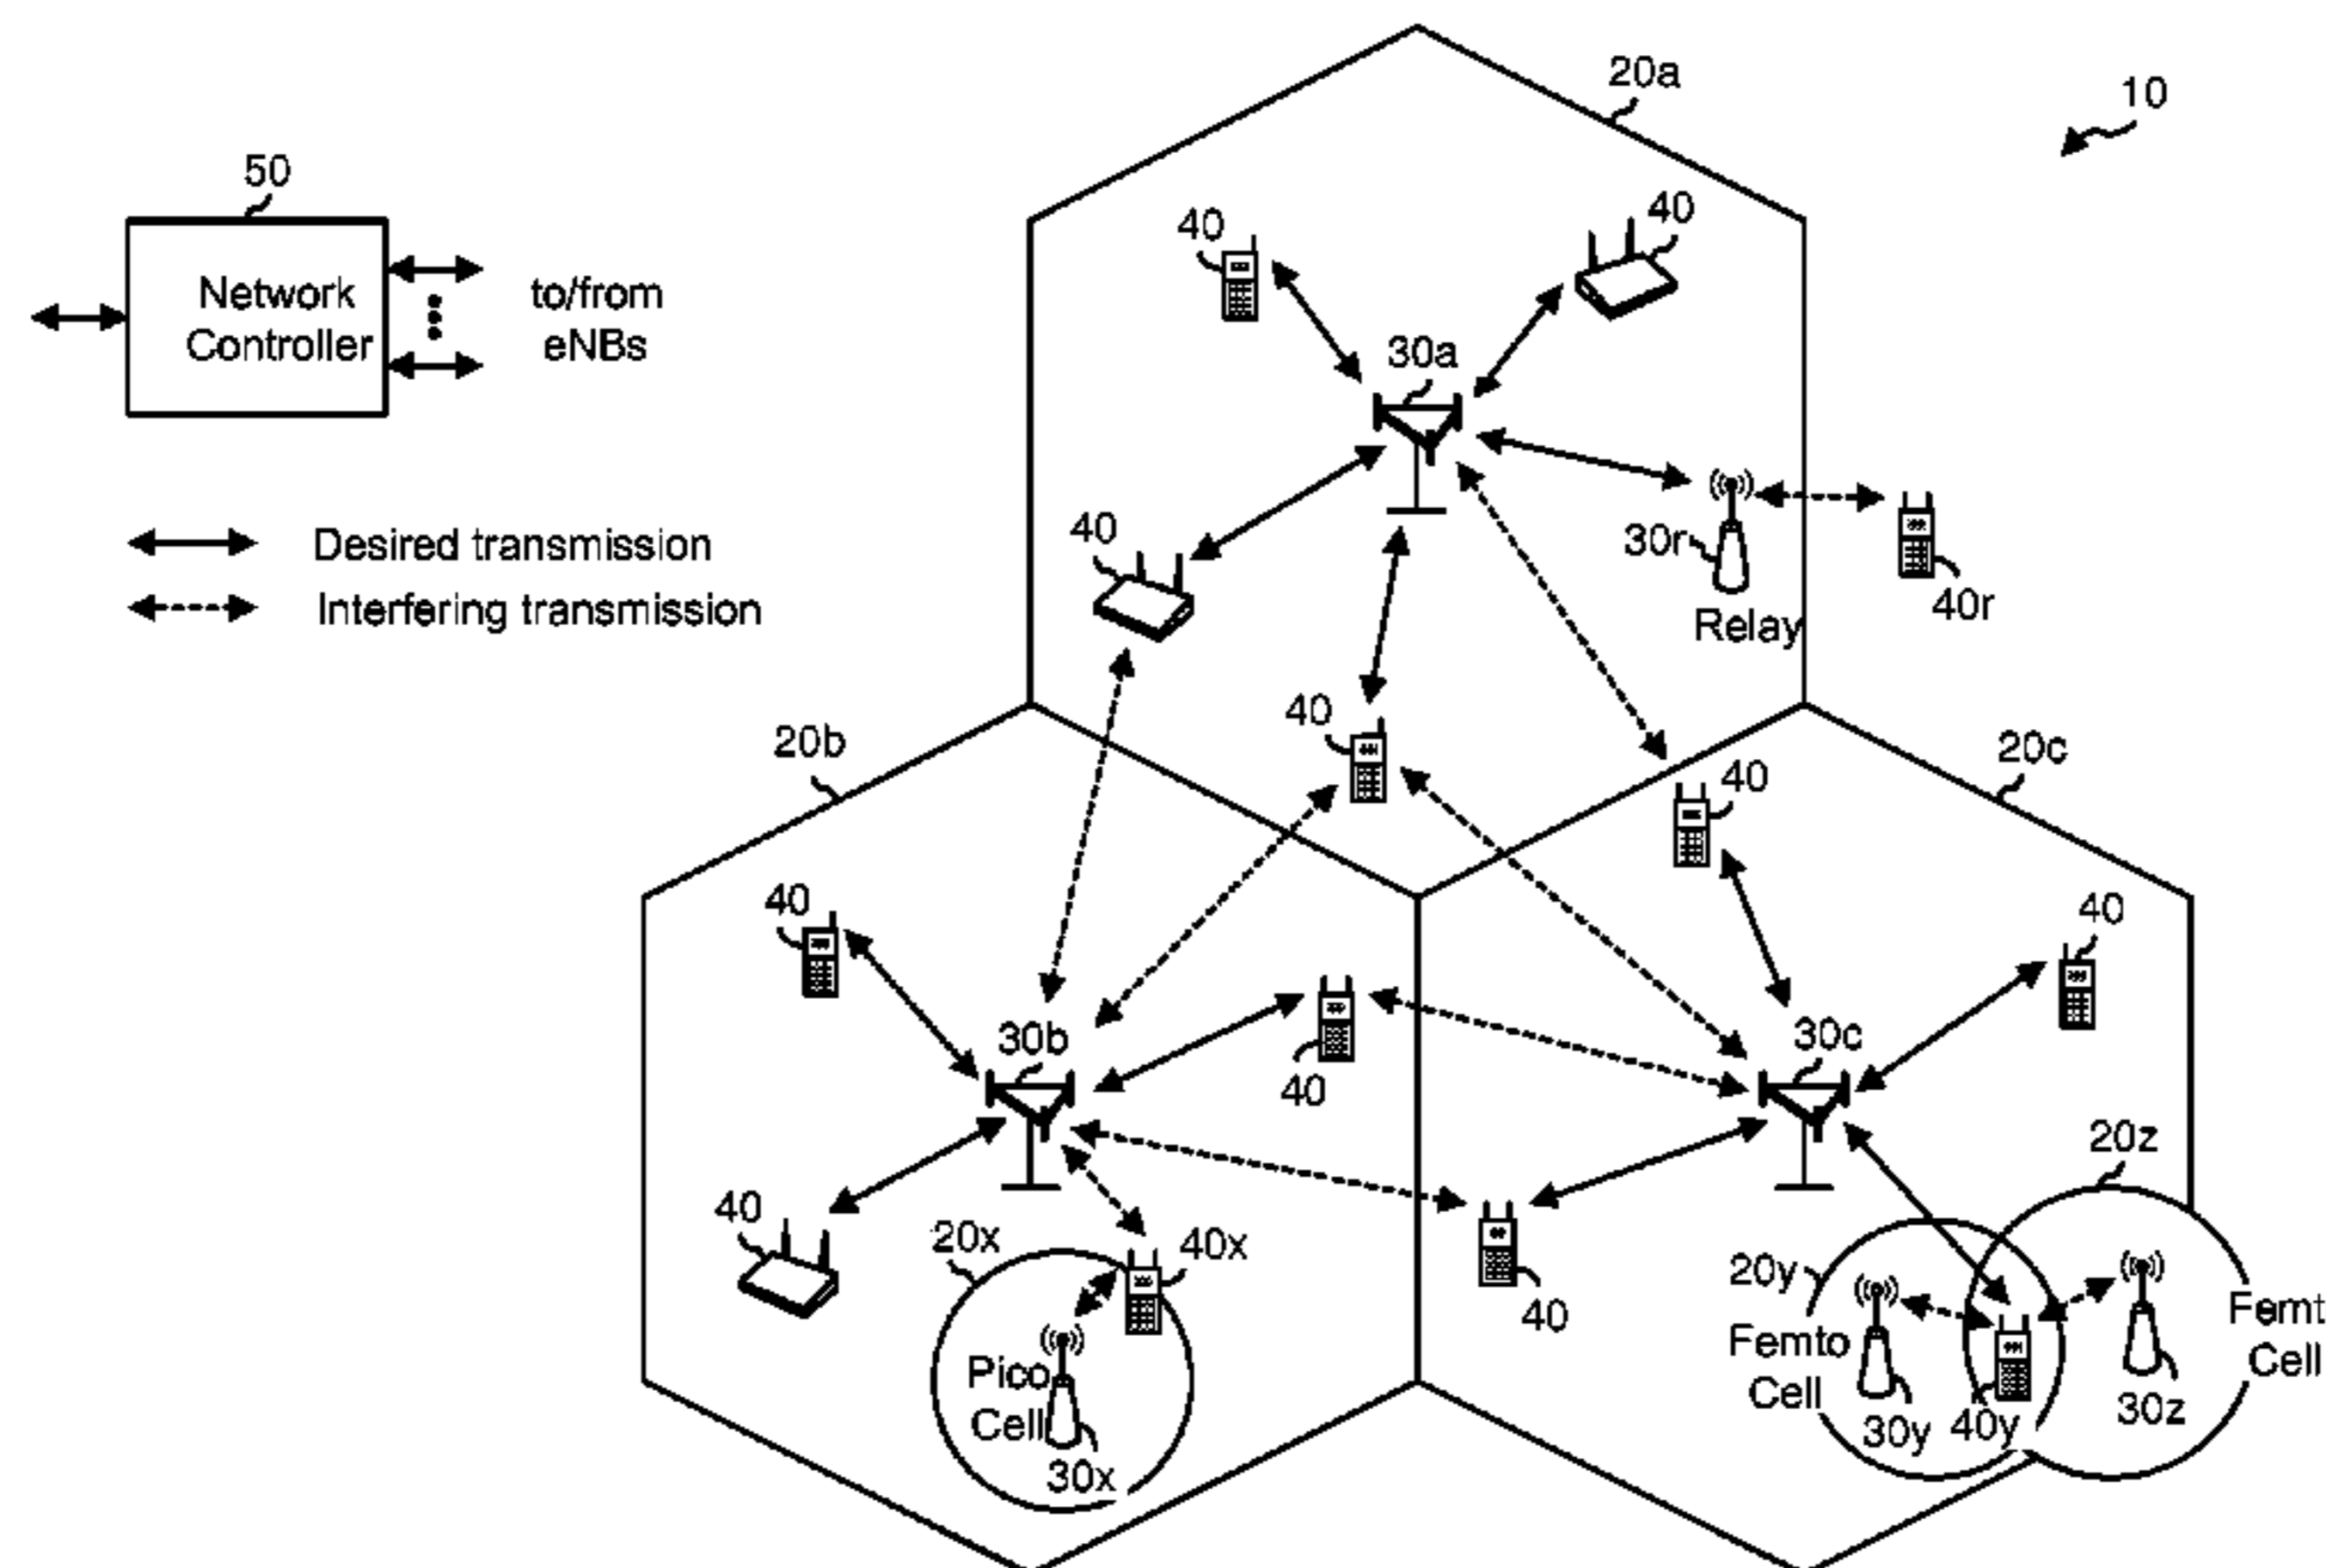 20a
10
50
40
40
Network
Controller
to/from
eNBs
30a
Desired transmission
Interfering transmission
40
30r
Relay
40r
20b
40
40
20c
40
40
30b
40
30c
20z
40
20x
40x
40
20y
Pico
Cell
30x
Femto
Cell
30y
40y
30z
Femt
Cell